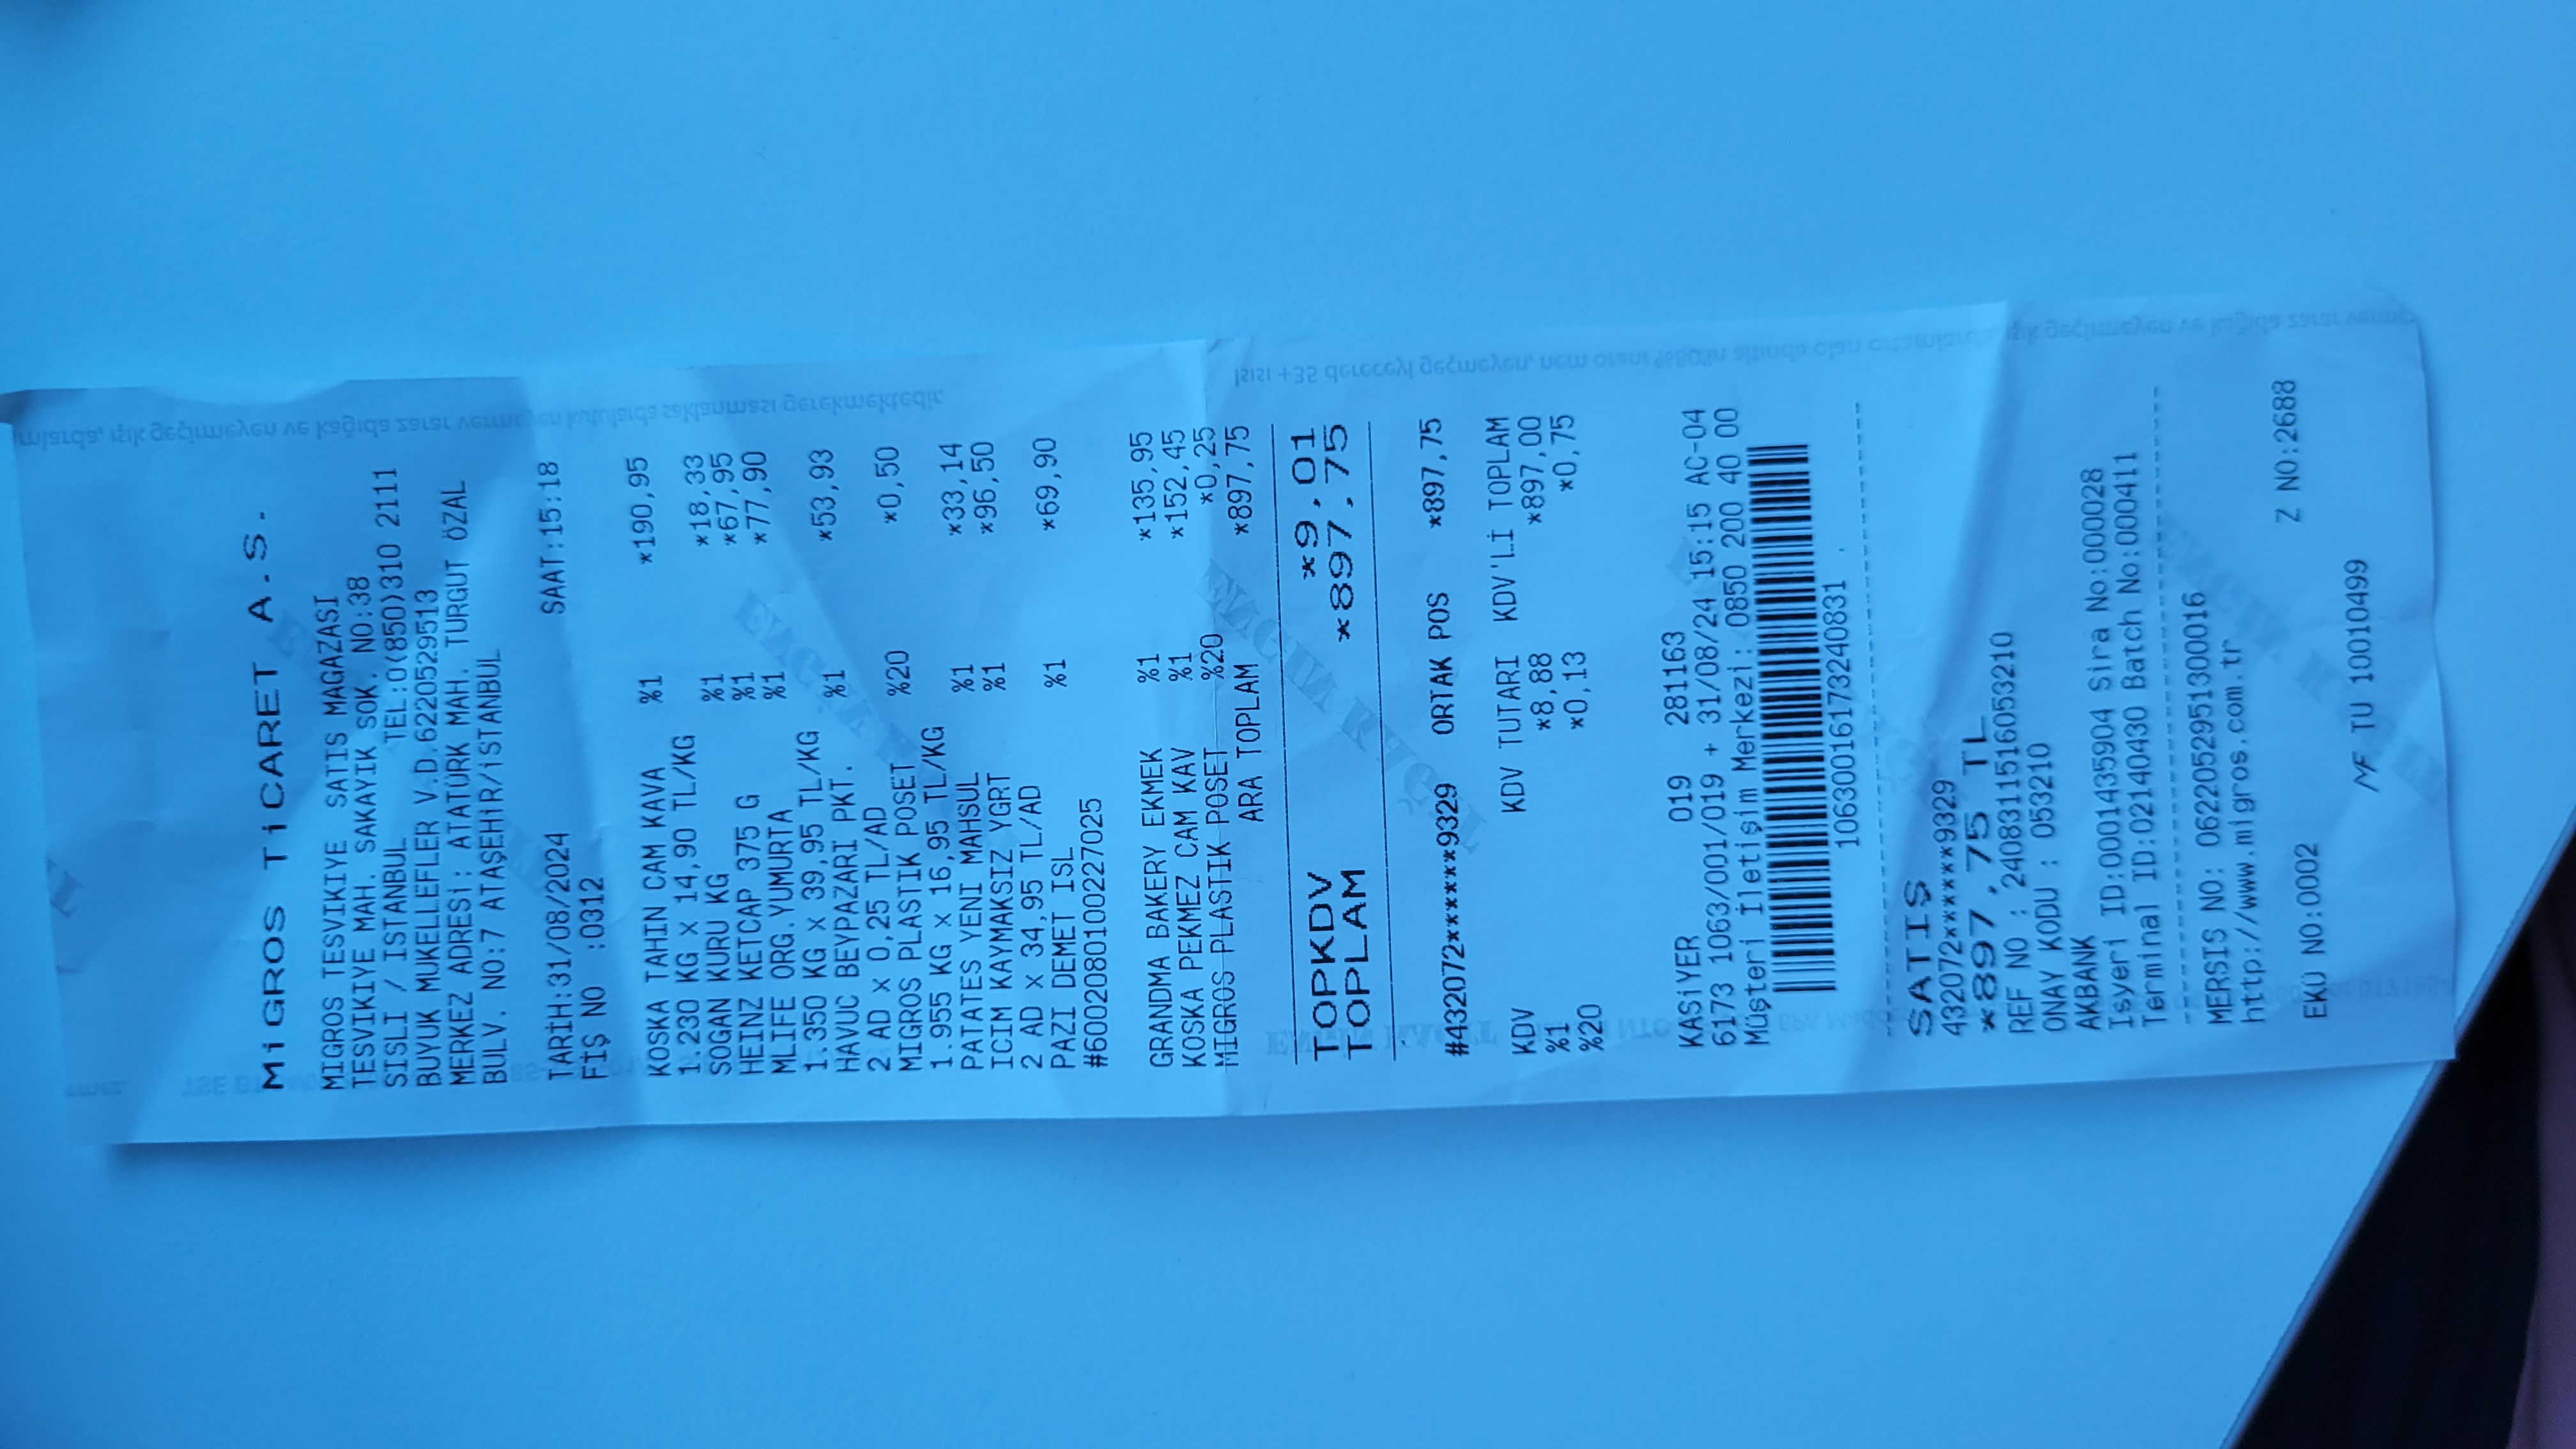 MiGROS TiCARET A.S.
MIGROS TESVIKIYE SATIS MAGAZASI
TESVIKIYE MAH. SAKAYIK SOK. NO:38
SISLI / ISTANBUL TEL:0(850)310 2111
BUYUK MUKELLEFLER V.D.6220529513
MERKEZ ADRESi: ATATÜRK MAH. TURGUT ÖZAL
BULV. NO:7 ATAŞEHiR/iSTANBUL
TARİH:31/08/2024 SAAT:15:18
FİŞ NO :0312
KOSKA TAHIN CAM KAVA %1 *190,95
1.230 KG x 14,90 TL/KG
SOGAN KURU KG %1 *18,33
HEINZ KETCAP 375 G %1 *67,95
MLIFE ORG.YUMURTA %1 *77,90
1.350 KG x 39,95 TL/KG
HAVUC BEYPAZARI PKT. %1 *53,93
2 AD x 0,25 TL/AD
MIGROS PLASTIK POSET %20 *0,50
1.955 KG x 16,95 TL/KG
PATATES YENI MAHSUL %1 *33,14
ICIM KAYMAKSIZ YGRT %1 *96,50
2 AD x 34,95 TL/AD
PAZI DEMET ISL %1 *69,90
#6002080100227025
GRANDMA BAKERY EKMEK %1 *135,95
KOSKA PEKMEZ CAM KAV %1 *152,45
MIGROS PLASTIK POSET %20 *0,25
ARA TOPLAM *897,75
TOPKDV *9,01
TOPLAM *897,75
#432072******9329 ORTAK POS *897,75
KDV KDV TUTARI KDV'Lİ TOPLAM
%1 *8,88 *897,00
%20 *0,13 *0,75
KASiYER 019 281163
6173 1063/001/019 + 31/08/24 15:15 AC-04
Müşteri İletişim Merkezi: 0850 200 40 00
10630016173240831
SATIŞ
432072******9329
*897,75 TL
REF NO : 2408311516053210
ONAY KODU : 053210
AKBANK
Isyeri ID:0001435904 Sira No:000028
Terminal ID:02140430 Batch No:000411
MERSIS NO: 0622052951300016
http://www.migros.com.tr
EKÜ NO:0002 Z NO:2688
MF TU 10010499